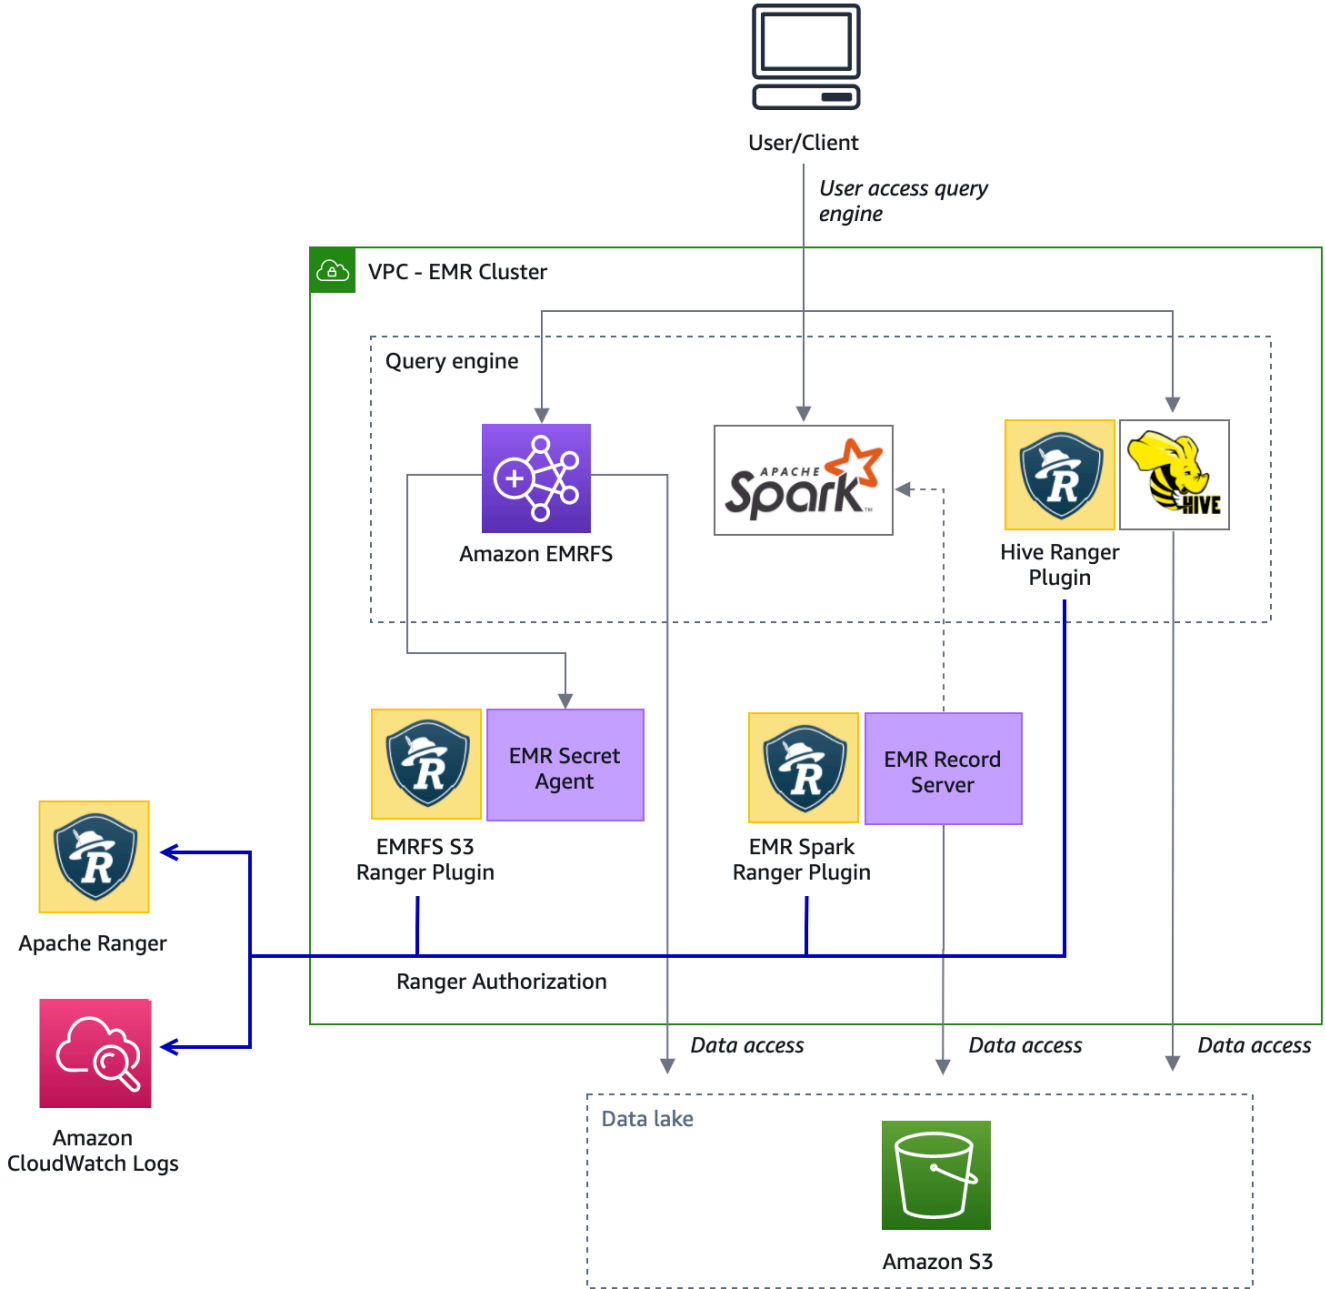 User/Client
User access query
engine
VPC - EMR Cluster
Query engine
APACHE
Spark™
HIVE
Amazon EMRFS
Hive Ranger
Plugin
R
R
R
R
EMR Secret
Agent
EMR Record
Server
EMRFS S3
Ranger Plugin
EMR Spark
Ranger Plugin
Apache Ranger
Ranger Authorization
Data access
Data access
Data access
Amazon
CloudWatch Logs
Data lake
Amazon S3